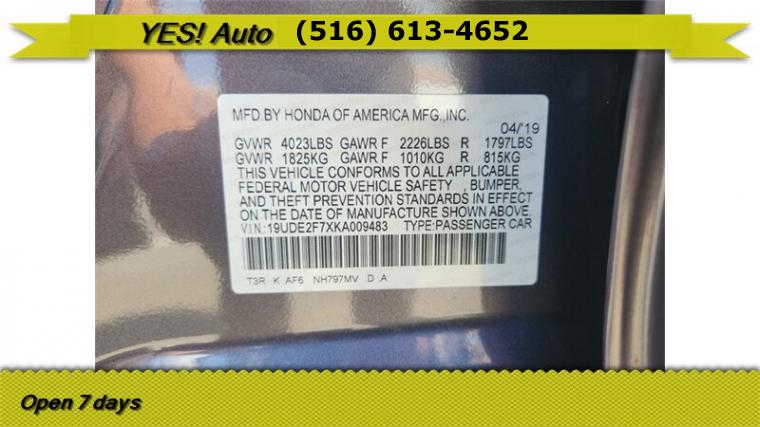 YES! Auto (516) 613-4652
MFD.BY HONDA OF AMERICA MFG.,INC.
04/'19
GVWR 4023LBS GAWR F 2226LBS R 1797LBS
GVWR 1825KG GAWR F 1010KG R 815KG
THIS VEHICLE CONFORMS TO ALL APPLICABLE
FEDERAL MOTOR VEHICLE SAFETY , BUMPER,
AND THEFT PREVENTION STANDARDS IN EFFECT
ON THE DATE OF MANUFACTURE SHOWN ABOVE.
VIN:19UDE2F7XKA009483 TYPE:PASSENGER CAR
T3R K AF6 NH797MV D A
Open 7 days